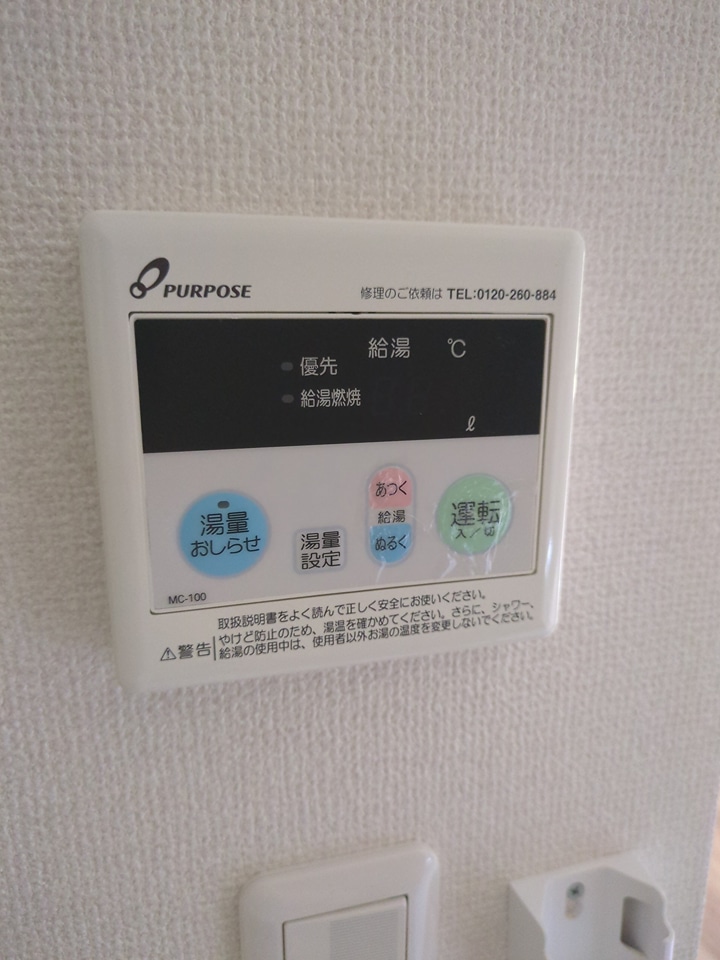 PURPOSE
修理のご依頼は TEL:0120-260-884
給湯 ℃
優先
給湯燃焼
ℓ
湯量
おしらせ
湯量
設定
あつく
給湯
ぬるく
運転
入／切
MC-100
取扱説明書をよく読んで正しく安全にお使いください。
⚠警告
やけど防止のため、湯温を確かめてください。さらに、シャワー、
給湯の使用中は、使用者以外お湯の温度を変更しないでください。